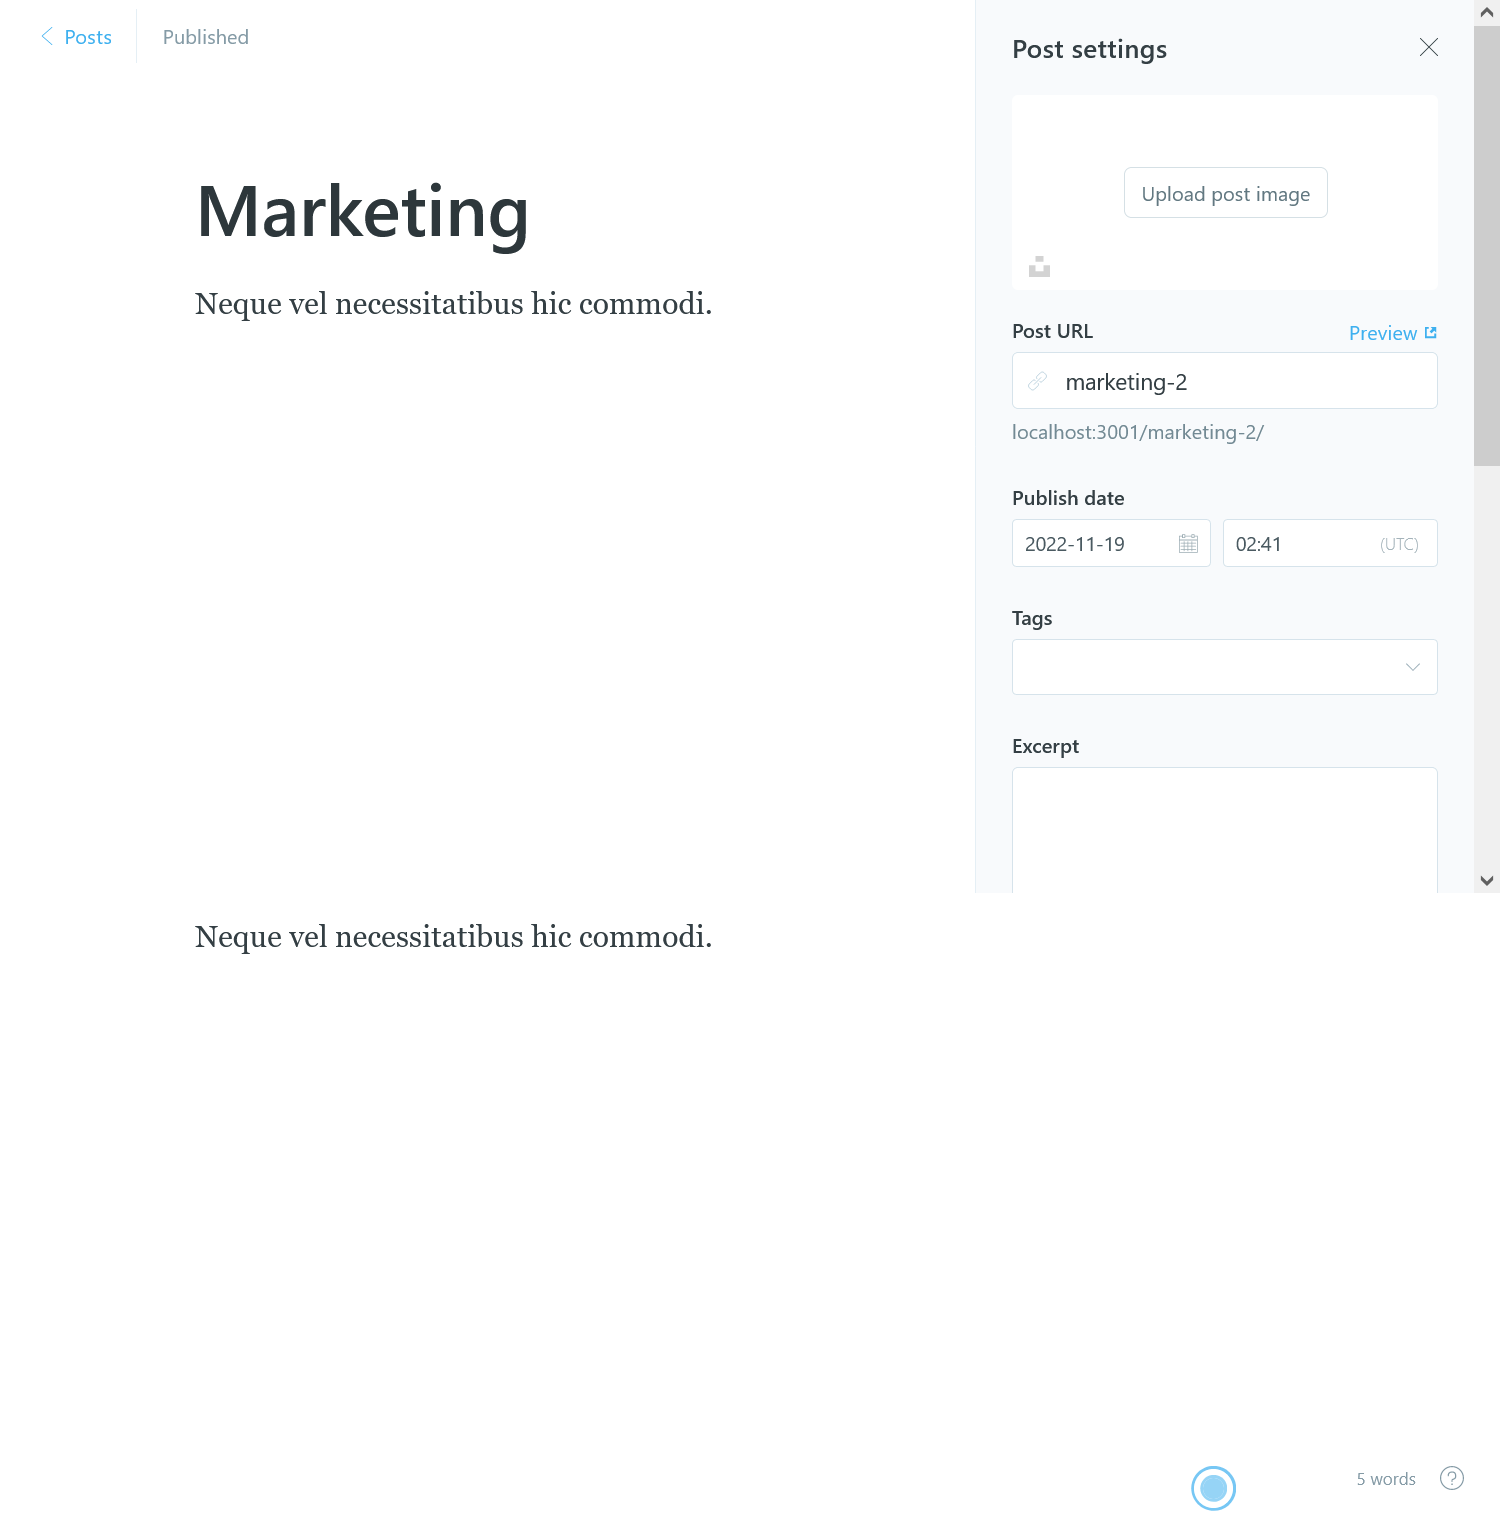 Posts
Published
Post settings
Upload post image
Marketing
Neque vel necessitatibus hic commodi.
Post URL
Preview
marketing-2
localhost:3001/marketing-2/
Publish date
2022-11-19
02:41
(UTC)
Tags
Excerpt
Neque vel necessitatibus hic commodi.
5 words
?